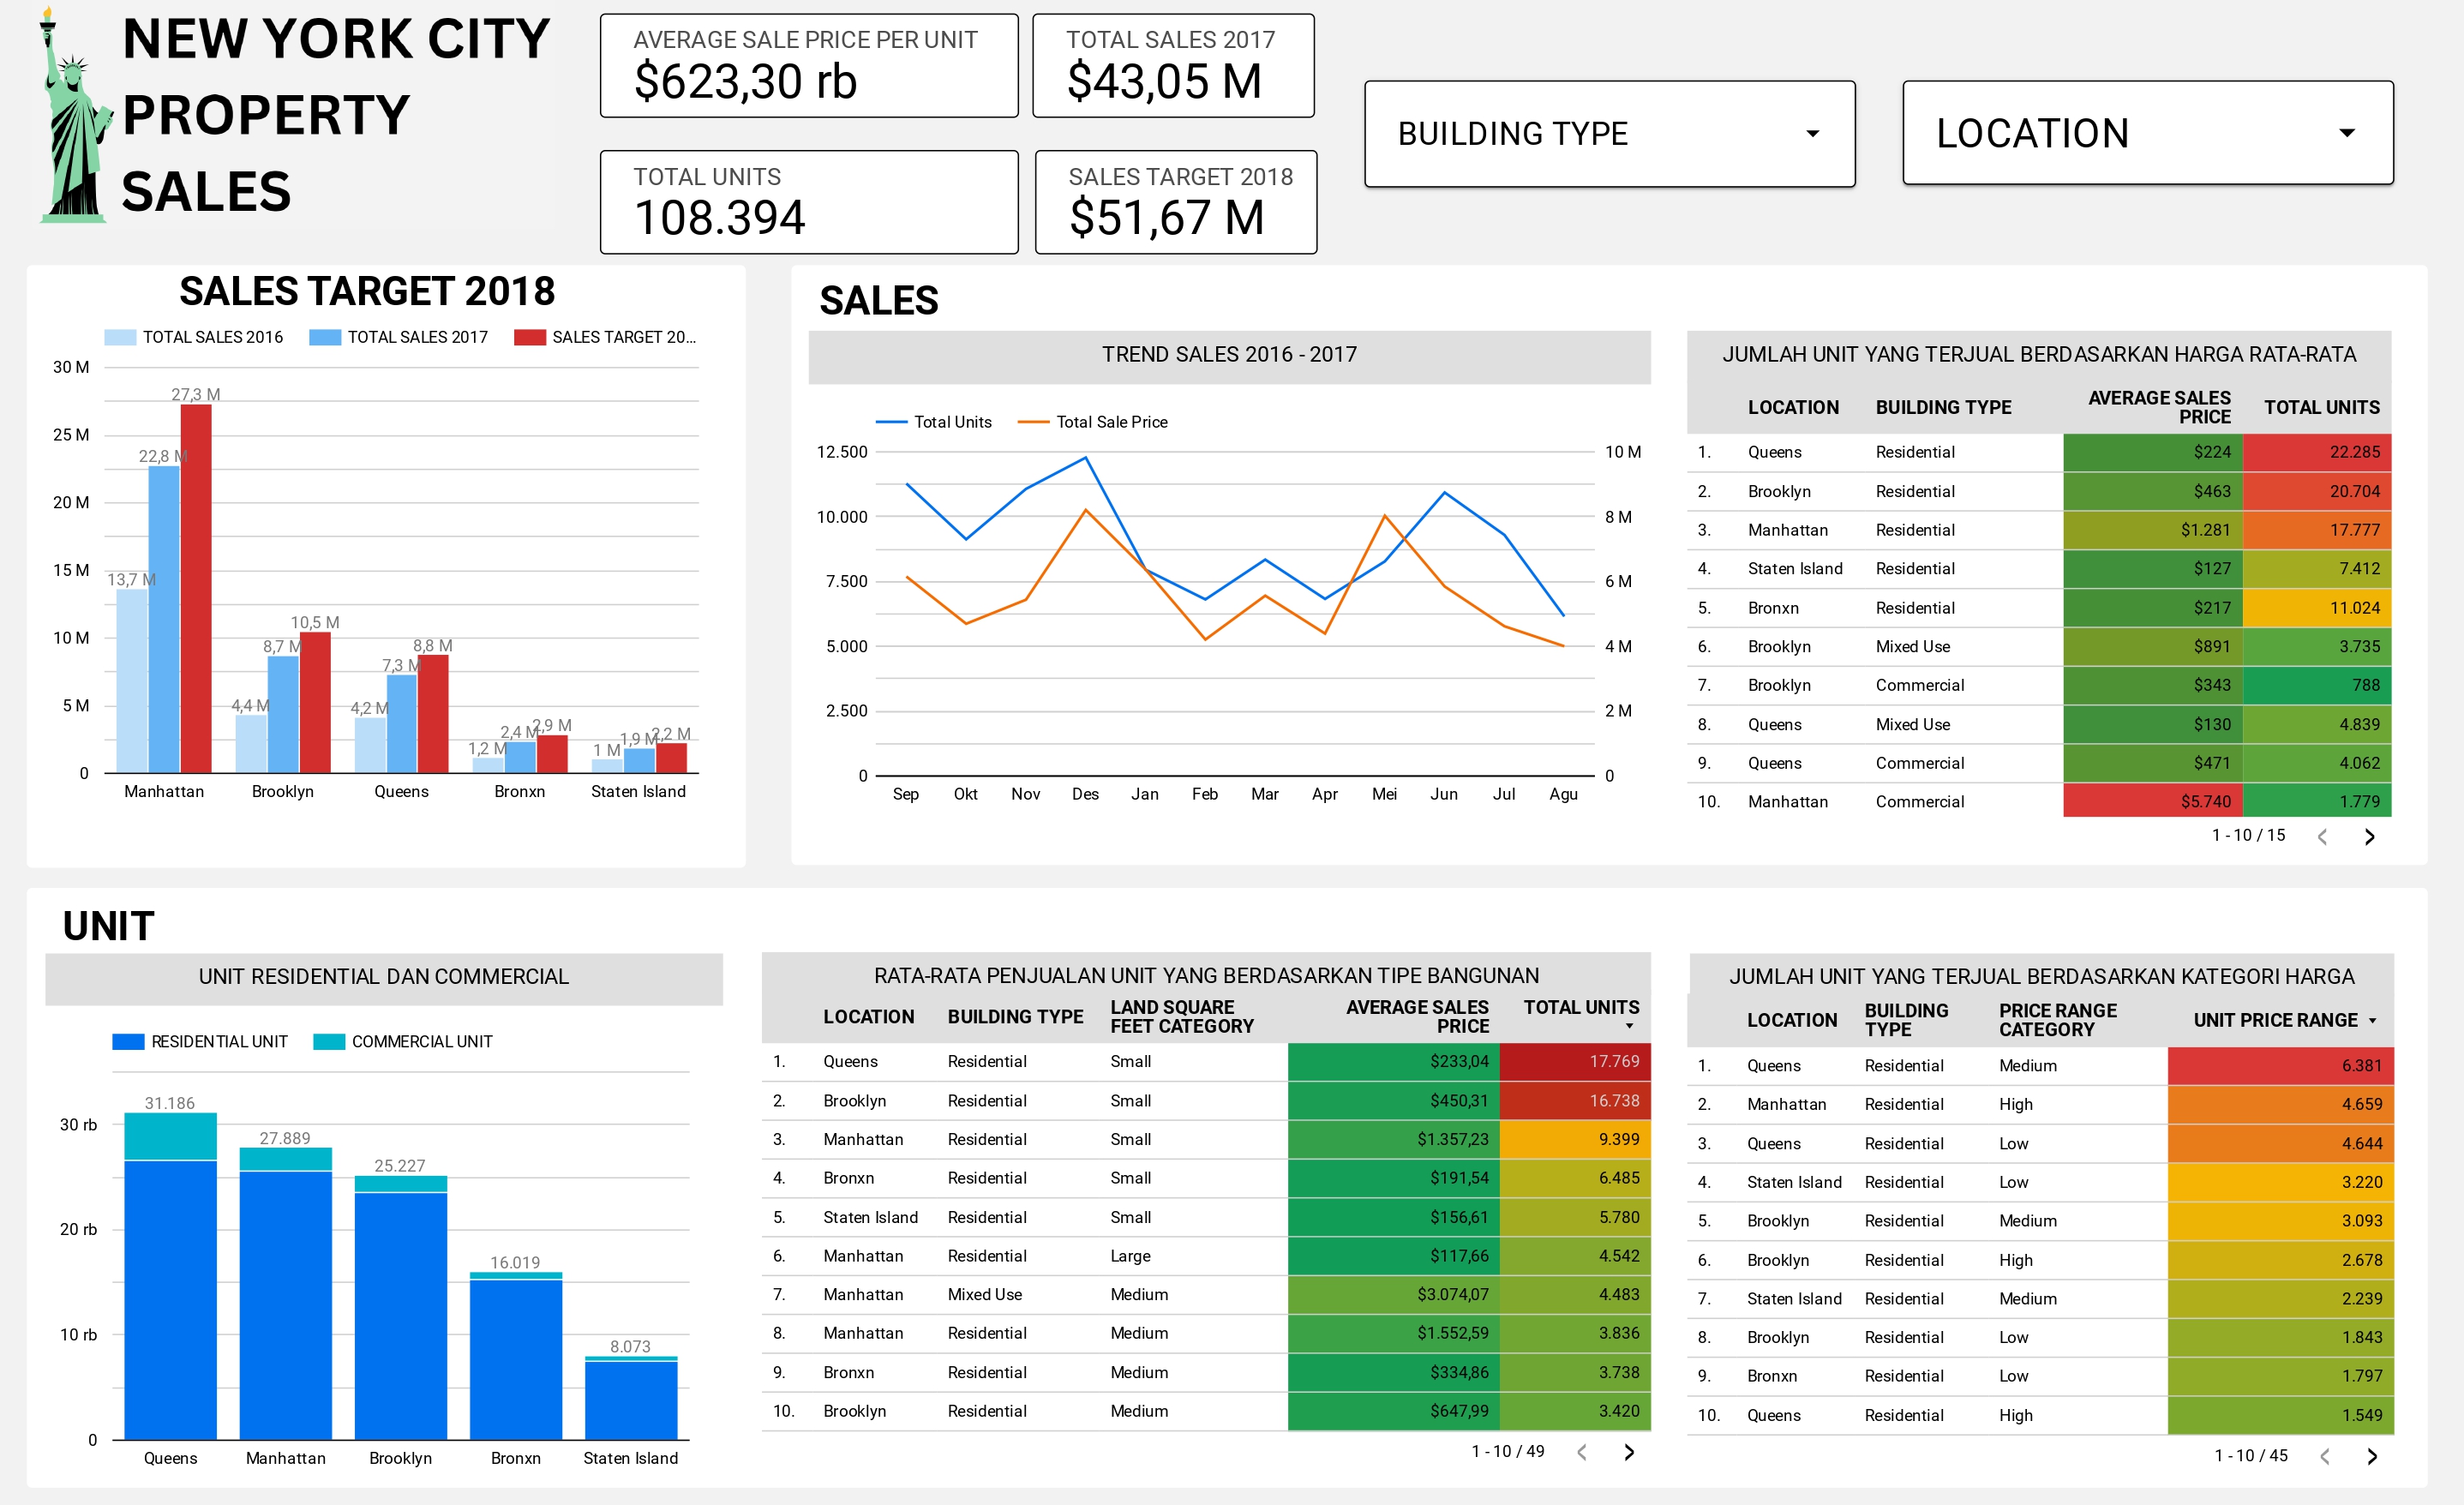 NEW YORK CITY
PROPERTY
SALES
AVERAGE SALE PRICE PER UNIT
$623,30 rb
TOTAL SALES 2017
$43,05 M
TOTAL UNITS
108.394
SALES TARGET 2018
$51,67 M
BUILDING TYPE
LOCATION
SALES TARGET 2018
TOTAL SALES 2016 TOTAL SALES 2017 SALES TARGET 20...
30 M
25 M
20 M
15 M
10 M
5 M
0
13,7 M 22,8 M 27,3 M
4,4 M 8,7 M 10,5 M
4,2 M 7,3 M 8,8 M
1,2 M 2,4 M 2,9 M
1 M 1,9 M 2,2 M
Manhattan Brooklyn Queens Bronxn Staten Island
SALES
TREND SALES 2016 - 2017
Total Units Total Sale Price
12.500 10 M
10.000 8 M
7.500 6 M
5.000 4 M
2.500 2 M
0 0
Sep Okt Nov Des Jan Feb Mar Apr Mei Jun Jul Agu
JUMLAH UNIT YANG TERJUAL BERDASARKAN HARGA RATA-RATA
LOCATION BUILDING TYPE AVERAGE SALES PRICE TOTAL UNITS
1. Queens Residential $224 22.285
2. Brooklyn Residential $463 20.704
3. Manhattan Residential $1.281 17.777
4. Staten Island Residential $127 7.412
5. Bronxn Residential $217 11.024
6. Brooklyn Mixed Use $891 3.735
7. Brooklyn Commercial $343 788
8. Queens Mixed Use $130 4.839
9. Queens Commercial $471 4.062
10. Manhattan Commercial $5.740 1.779
1 - 10 / 15
UNIT
UNIT RESIDENTIAL DAN COMMERCIAL
RESIDENTIAL UNIT COMMERCIAL UNIT
30 rb
20 rb
10 rb
0
31.186 27.889 25.227 16.019 8.073
Queens Manhattan Brooklyn Bronxn Staten Island
RATA-RATA PENJUALAN UNIT YANG BERDASARKAN TIPE BANGUNAN
LOCATION BUILDING TYPE LAND SQUARE FEET CATEGORY AVERAGE SALES PRICE TOTAL UNITS
1. Queens Residential Small $233,04 17.769
2. Brooklyn Residential Small $450,31 16.738
3. Manhattan Residential Small $1.357,23 9.399
4. Bronxn Residential Small $191,54 6.485
5. Staten Island Residential Small $156,61 5.780
6. Manhattan Residential Large $117,66 4.542
7. Manhattan Mixed Use Medium $3.074,07 4.483
8. Manhattan Residential Medium $1.552,59 3.836
9. Bronxn Residential Medium $334,86 3.738
10. Brooklyn Residential Medium $647,99 3.420
1 - 10 / 49
JUMLAH UNIT YANG TERJUAL BERDASARKAN KATEGORI HARGA
LOCATION BUILDING TYPE PRICE RANGE CATEGORY UNIT PRICE RANGE
1. Queens Residential Medium 6.381
2. Manhattan Residential High 4.659
3. Queens Residential Low 4.644
4. Staten Island Residential Low 3.220
5. Brooklyn Residential Medium 3.093
6. Brooklyn Residential High 2.678
7. Staten Island Residential Medium 2.239
8. Brooklyn Residential Low 1.843
9. Bronxn Residential Low 1.797
10. Queens Residential High 1.549
1 - 10 / 45